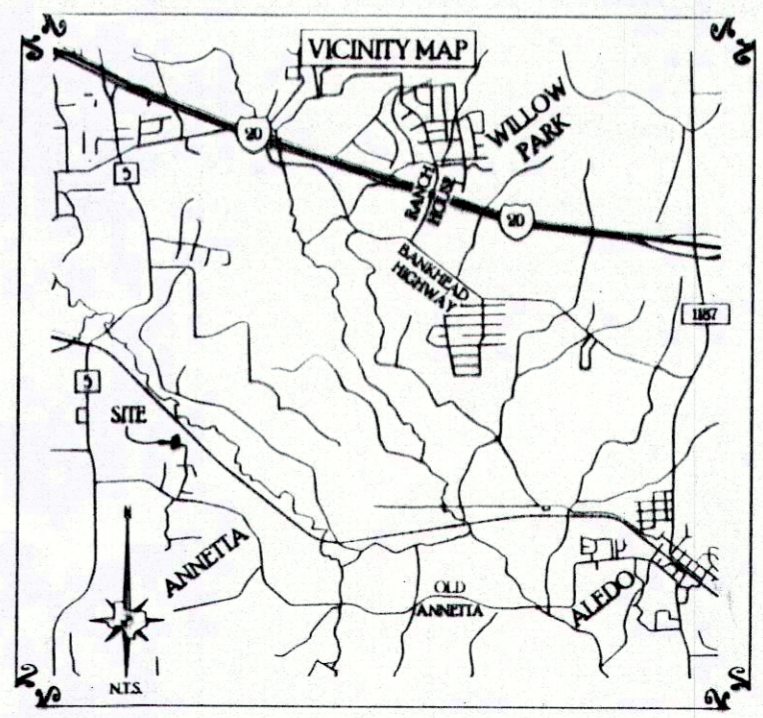 VICINITY MAP
WILLOW
PARK
20
5
RANCH
HOUSE
20
BANKHEAD
HIGHWAY
1187
5
SITE
N
ANNETTA
OLD
ANNETTA
ALEDO
N.T.S.